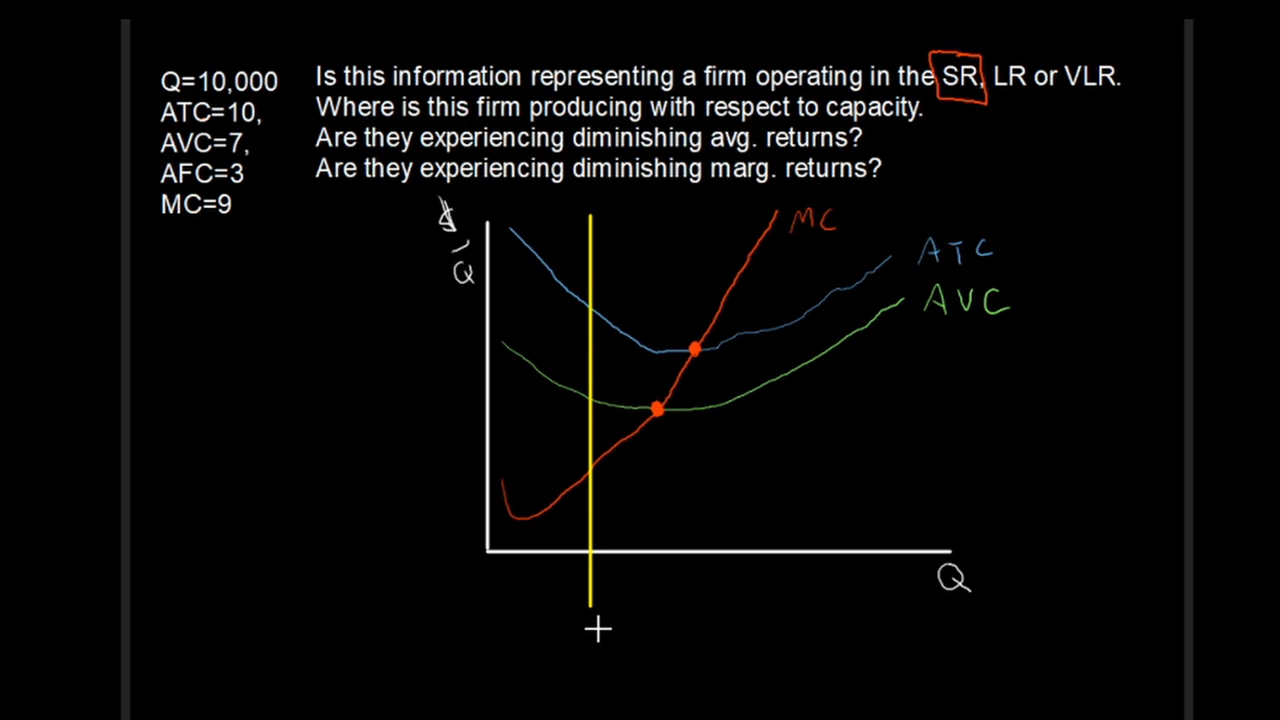 Q=10,000
ATC=10,
AVC=7,
AFC=3
MC=9
Is this information representing a firm operating in the SR, LR or VLR.
Where is this firm producing with respect to capacity.
Are they experiencing diminishing avg. returns?
Are they experiencing diminishing marg. returns?
$
Q
MC
ATC
AVC
Q